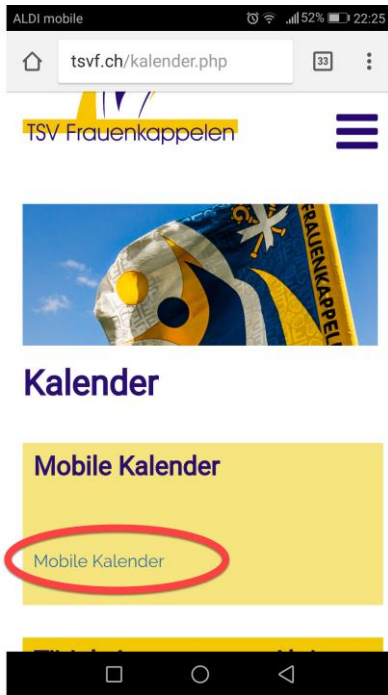 ALDI mobile 52% 22:25
tsvf.ch/kalender.php 33
TSV Frauenkappelen
FRAUENKAPPEL
Kalender
Mobile Kalender
Mobile Kalender